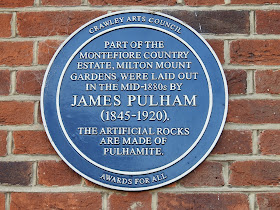 CRAWLEY ARTS COUNCIL
PART OF THE
MONTEFIORE COUNTRY
ESTATE, MILTON MOUNT
GARDENS WERE LAID OUT
IN THE MID-1880s BY
JAMES PULHAM
(1845-1920).
THE ARTIFICIAL ROCKS
ARE MADE OF
PULHAMITE.
AWARDS FOR ALL